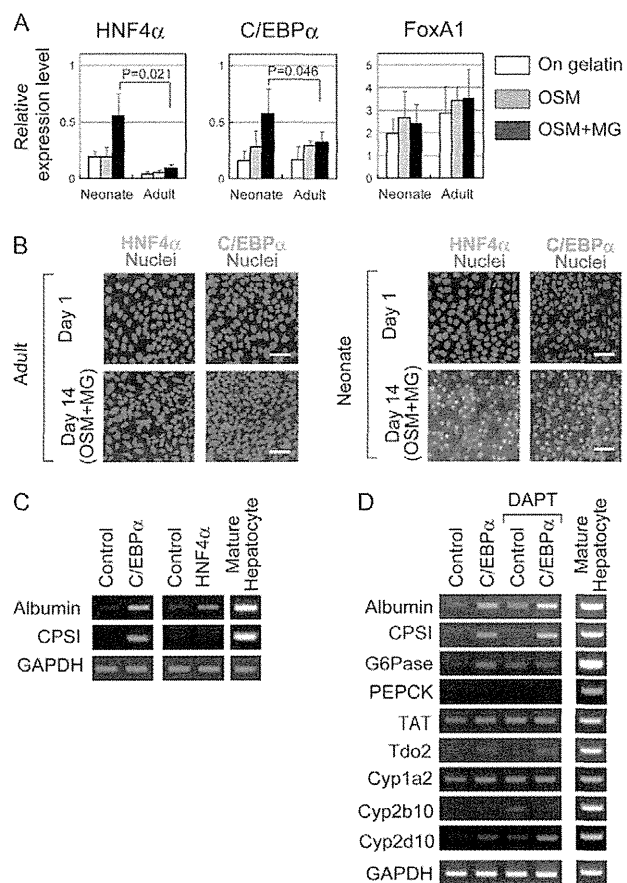 A
HNF4α
C/EBPα
FoxA1
Relative
expression level
1
0.5
0
P=0.021
Neonate Adult
1
0.5
0
P=0.046
Neonate Adult
5
4
3
2
1
0
Neonate Adult
On gelatin
OSM
OSM+MG
B
Adult
HNF4α C/EBPα
Nuclei Nuclei
Day 1
Day 14
(OSM+MG)
Neonate
HNF4α C/EBPα
Nuclei Nuclei
Day 1
Day 14
(OSM+MG)
C
Control
C/EBPα
Control
HNF4α
Mature
Hepatocyte
Albumin
CPSI
GAPDH
D
DAPT
Control
C/EBPα
Control
C/EBPα
Mature
Hepatocyte
Albumin
CPSI
G6Pase
PEPCK
TAT
Tdo2
Cyp1a2
Cyp2b10
Cyp2d10
GAPDH